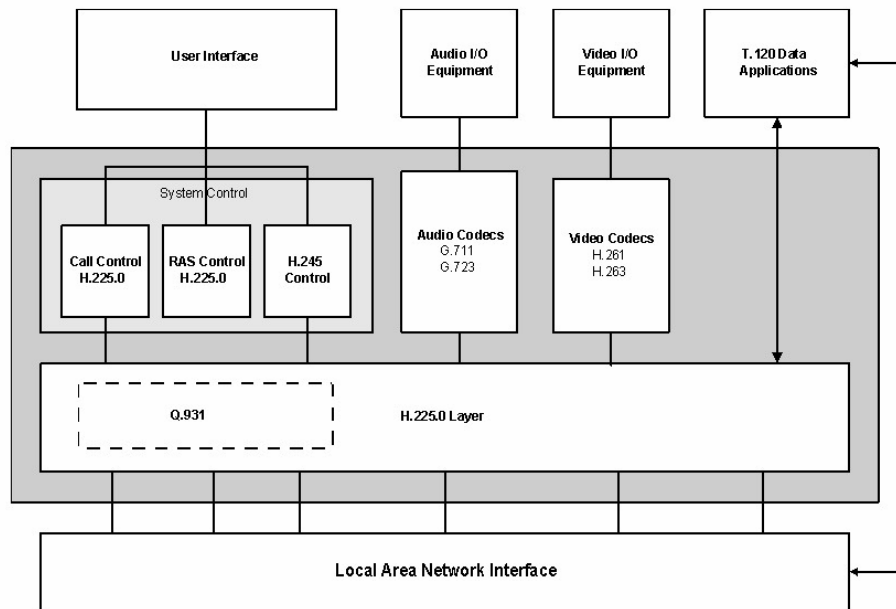 User Interface
Audio I/O
Equipment
Video I/O
Equipment
T.120 Data
Applications
System Control
Call Control
H.225.0
RAS Control
H.225.0
H.245
Control
Audio Codecs
G.711
G.723
Video Codecs
H.261
H.263
Q.931
H.225.0 Layer
Local Area Network Interface